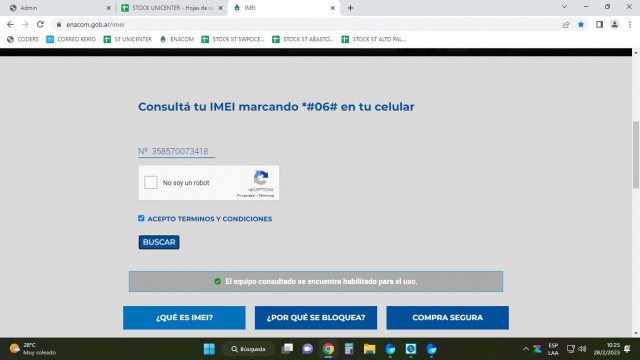 Admin
STOCK UNICENTER - Hojas de cá
IMEI
enacom.gob.ar/imei
CODERS
CORREO KERIO
ST UNICENTER
ENACOM
STOCK ST SWPOCE...
STOCK ST ABASTO...
STOCK ST ALTO PAL...
Consultá tu IMEI marcando *#06# en tu celular
Nº 358570073418
No soy un robot
reCAPTCHA
Privacidad - Términos
ACEPTO TERMINOS Y CONDICIONES
BUSCAR
El equipo consultado se encuentra habilitado para el uso.
¿QUÉ ES IMEI?
¿POR QUÉ SE BLOQUEA?
COMPRA SEGURA
28°C
Muy soleado
Búsqueda
ESP
LAA
10:25
28/2/2023